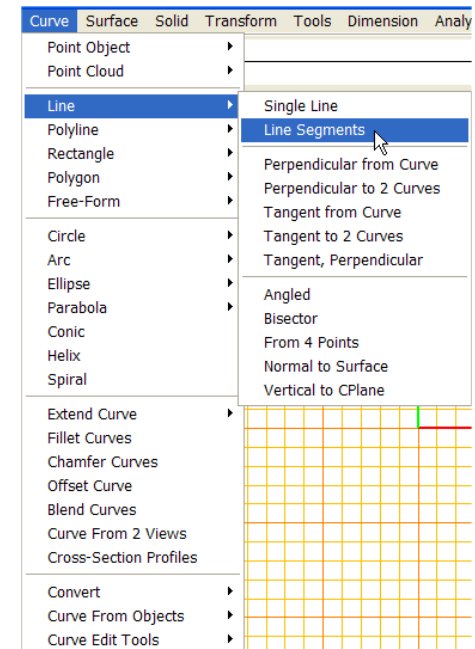 Curve Surface Solid Transform Tools Dimension Analy
Point Object
Point Cloud
Line
Polyline
Rectangle
Polygon
Free-Form
Circle
Arc
Ellipse
Parabola
Conic
Helix
Spiral
Extend Curve
Fillet Curves
Chamfer Curves
Offset Curve
Blend Curves
Curve From 2 Views
Cross-Section Profiles
Convert
Curve From Objects
Curve Edit Tools
Single Line
Line Segments
Perpendicular from Curve
Perpendicular to 2 Curves
Tangent from Curve
Tangent to 2 Curves
Tangent, Perpendicular
Angled
Bisector
From 4 Points
Normal to Surface
Vertical to CPlane